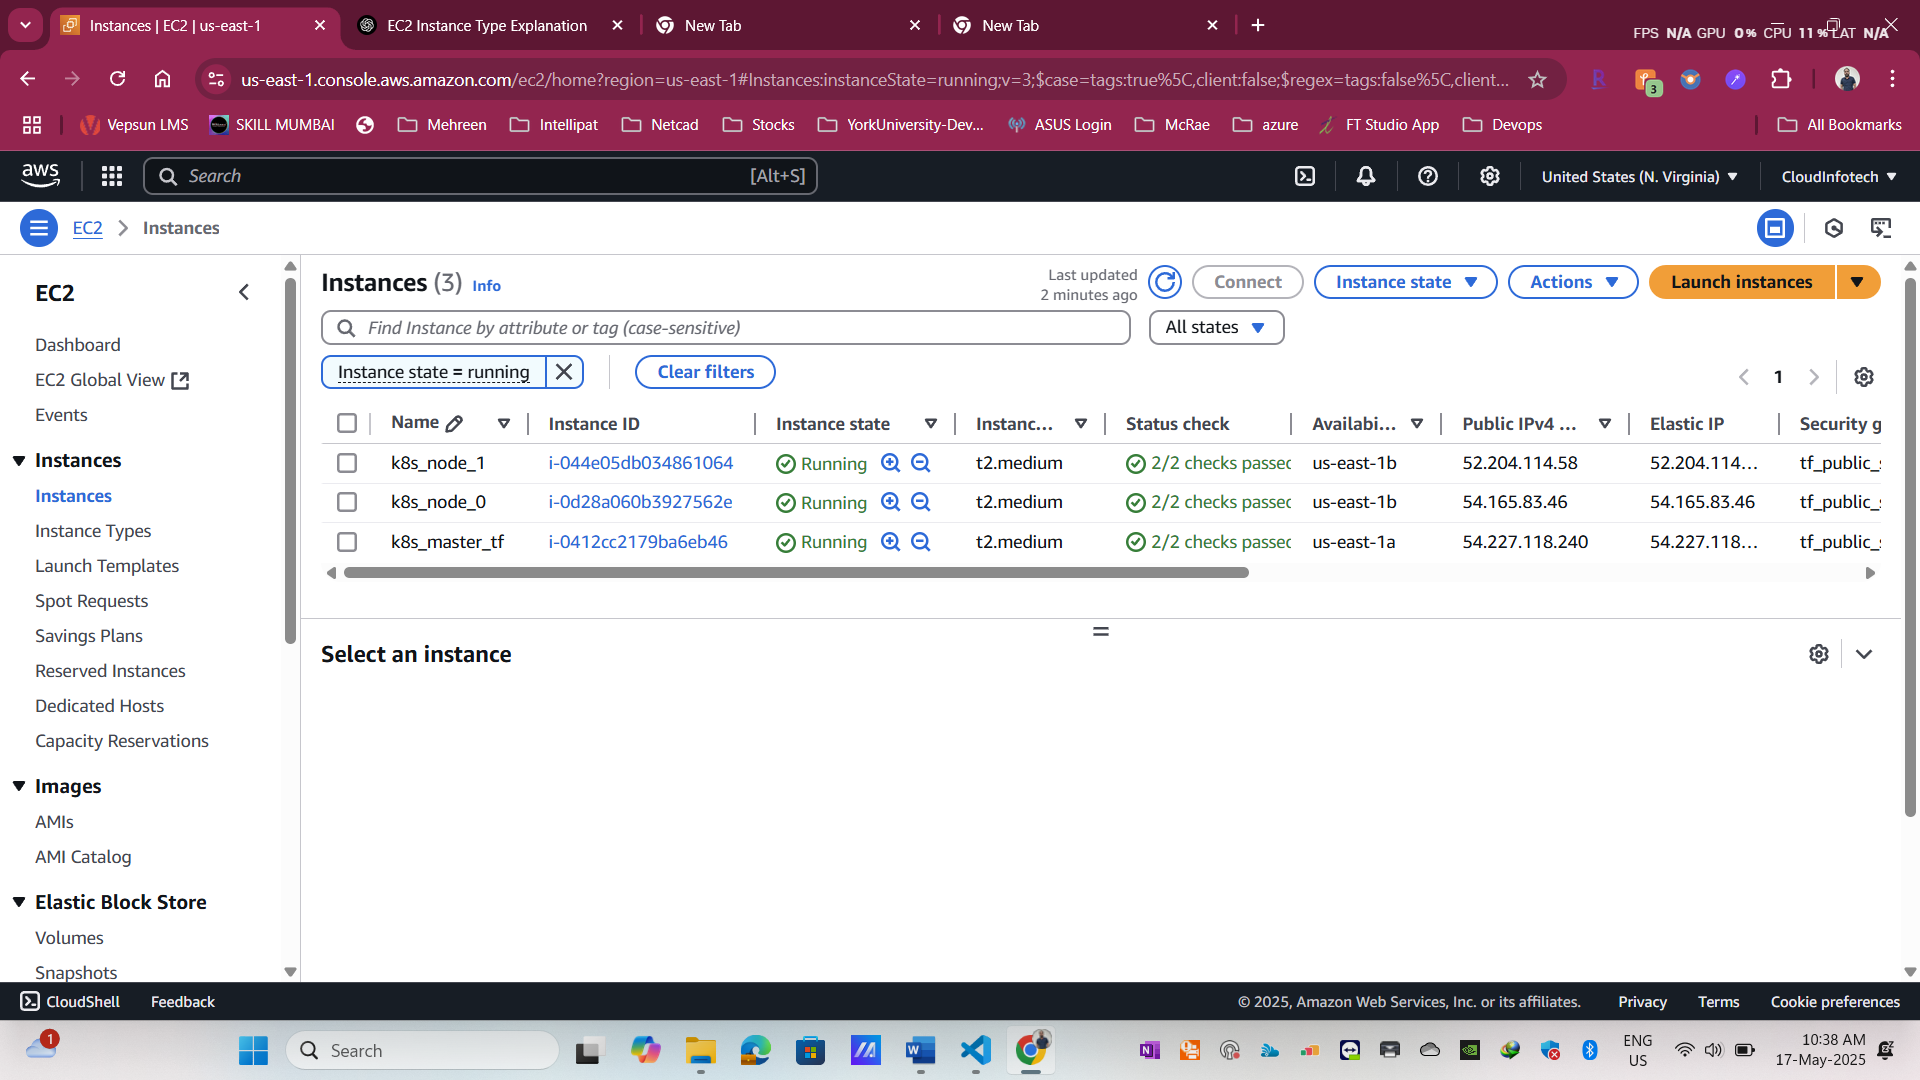 Instances | EC2 | us-east-1
EC2 Instance Type Explanation
New Tab
New Tab
FPS N/A GPU 0% CPU 11% LAT N/A
us-east-1.console.aws.amazon.com/ec2/home?region=us-east-1#Instances:instanceState=running;v=3;$case=tags:true%5C,client:false;$regex=tags:false%5C,client...
3
Vepsun LMS
SKILL MUMBAI
Mehreen
Intellipat
Netcad
Stocks
YorkUniversity-Dev...
ASUS Login
McRae
azure
FT Studio App
Devops
All Bookmarks
aws
Search
[Alt+S]
United States (N. Virginia)
CloudInfotech
EC2
Instances
EC2
Dashboard
EC2 Global View
Events
Instances
Instances
Instance Types
Launch Templates
Spot Requests
Savings Plans
Reserved Instances
Dedicated Hosts
Capacity Reservations
Images
AMIs
AMI Catalog
Elastic Block Store
Volumes
Snapshots
Instances (3) Info
Last updated
2 minutes ago
Connect
Instance state
Actions
Launch instances
Find Instance by attribute or tag (case-sensitive)
All states
Instance state = running
Clear filters
1
Name Instance ID Instance state Instanc... Status check Availabi... Public IPv4 ... Elastic IP Security g
k8s_node_1 i-044e05db034861064 Running t2.medium 2/2 checks passec us-east-1b 52.204.114.58 52.204.114... tf_public_s
k8s_node_0 i-0d28a060b3927562e Running t2.medium 2/2 checks passec us-east-1b 54.165.83.46 54.165.83.46 tf_public_s
k8s_master_tf i-0412cc2179ba6eb46 Running t2.medium 2/2 checks passec us-east-1a 54.227.118.240 54.227.118... tf_public_s
Select an instance
CloudShell
Feedback
© 2025, Amazon Web Services, Inc. or its affiliates.
Privacy
Terms
Cookie preferences
1
Search
ENG
US
10:38 AM
17-May-2025